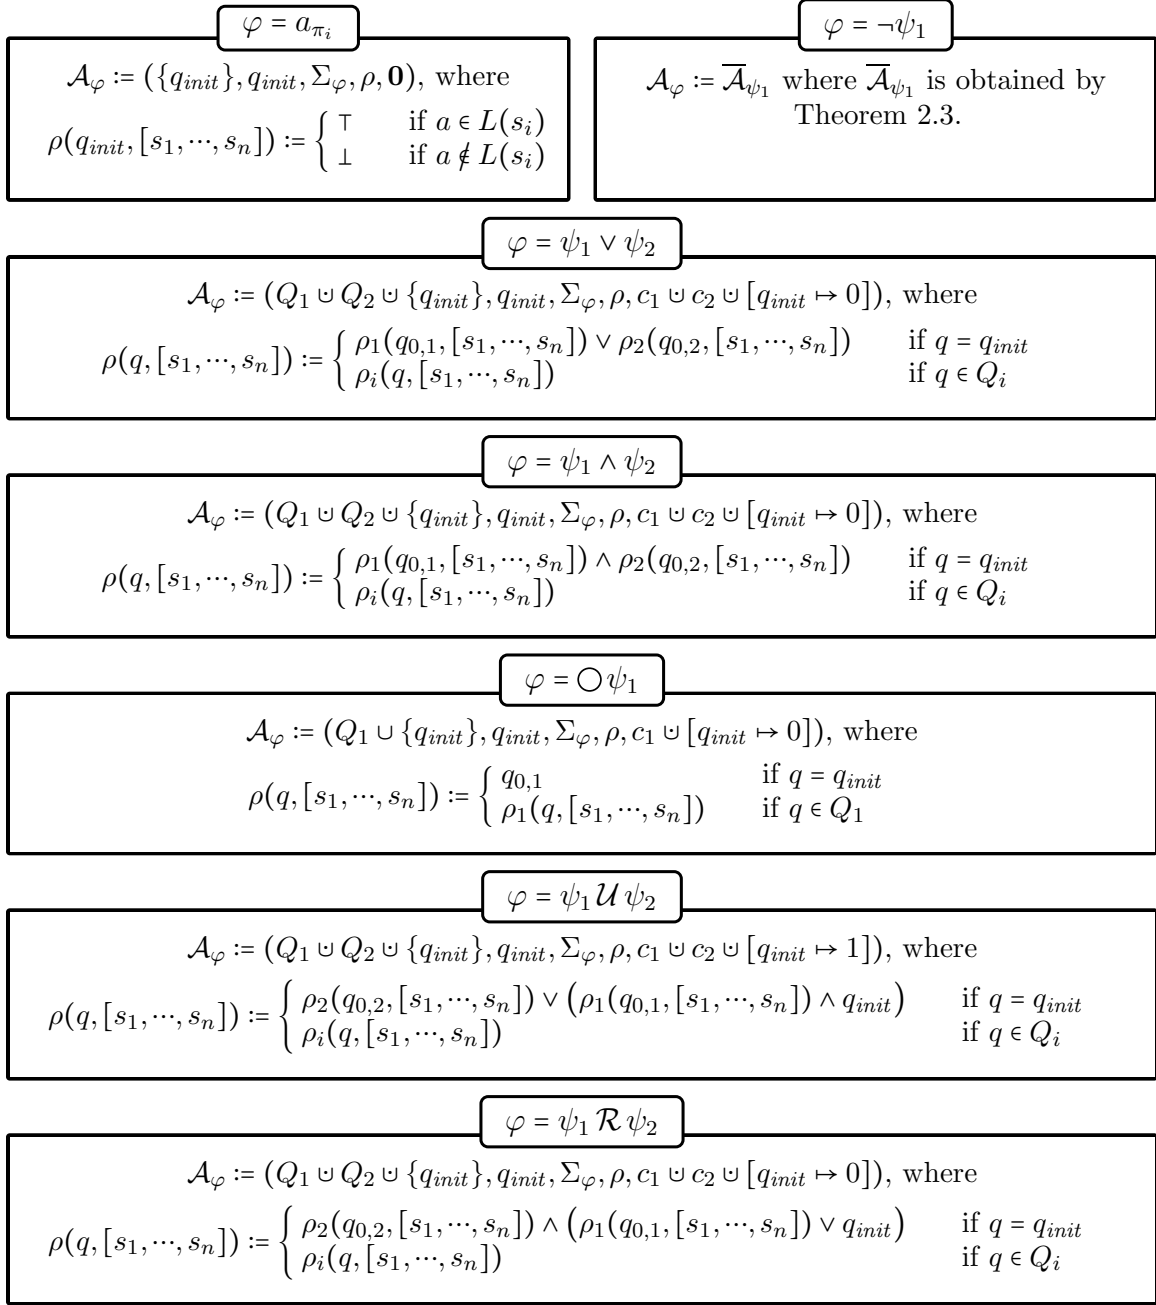 φ = a_{π_i}
𝒜_φ ≔ ({q_init}, q_init, Σ_φ, ρ, 𝟎), where
ρ(q_init, [s_1, ⋯, s_n]) ≔ { ⊤ if a ∈ L(s_i)
⊥ if a ∉ L(s_i)
φ = ¬ψ_1
𝒜_φ ≔ \overline{𝒜}_{ψ_1} where \overline{𝒜}_{ψ_1} is obtained by
Theorem 2.3.
φ = ψ_1 ∨ ψ_2
𝒜_φ ≔ (Q_1 ⊍ Q_2 ⊍ {q_init}, q_init, Σ_φ, ρ, c_1 ⊍ c_2 ⊍ [q_init ↦ 0]), where
ρ(q, [s_1, ⋯, s_n]) ≔ { ρ_1(q_{0,1}, [s_1, ⋯, s_n]) ∨ ρ_2(q_{0,2}, [s_1, ⋯, s_n]) if q = q_init
ρ_i(q, [s_1, ⋯, s_n]) if q ∈ Q_i
φ = ψ_1 ∧ ψ_2
𝒜_φ ≔ (Q_1 ⊍ Q_2 ⊍ {q_init}, q_init, Σ_φ, ρ, c_1 ⊍ c_2 ⊍ [q_init ↦ 0]), where
ρ(q, [s_1, ⋯, s_n]) ≔ { ρ_1(q_{0,1}, [s_1, ⋯, s_n]) ∧ ρ_2(q_{0,2}, [s_1, ⋯, s_n]) if q = q_init
ρ_i(q, [s_1, ⋯, s_n]) if q ∈ Q_i
φ = ◯ ψ_1
𝒜_φ ≔ (Q_1 ∪ {q_init}, q_init, Σ_φ, ρ, c_1 ⊍ [q_init ↦ 0]), where
ρ(q, [s_1, ⋯, s_n]) ≔ { q_{0,1} if q = q_init
ρ_1(q, [s_1, ⋯, s_n]) if q ∈ Q_1
φ = ψ_1 𝒰 ψ_2
𝒜_φ ≔ (Q_1 ⊍ Q_2 ⊍ {q_init}, q_init, Σ_φ, ρ, c_1 ⊍ c_2 ⊍ [q_init ↦ 1]), where
ρ(q, [s_1, ⋯, s_n]) ≔ { ρ_2(q_{0,2}, [s_1, ⋯, s_n]) ∨ (ρ_1(q_{0,1}, [s_1, ⋯, s_n]) ∧ q_init) if q = q_init
ρ_i(q, [s_1, ⋯, s_n]) if q ∈ Q_i
φ = ψ_1 ℛ ψ_2
𝒜_φ ≔ (Q_1 ⊍ Q_2 ⊍ {q_init}, q_init, Σ_φ, ρ, c_1 ⊍ c_2 ⊍ [q_init ↦ 0]), where
ρ(q, [s_1, ⋯, s_n]) ≔ { ρ_2(q_{0,2}, [s_1, ⋯, s_n]) ∧ (ρ_1(q_{0,1}, [s_1, ⋯, s_n]) ∨ q_init) if q = q_init
ρ_i(q, [s_1, ⋯, s_n]) if q ∈ Q_i